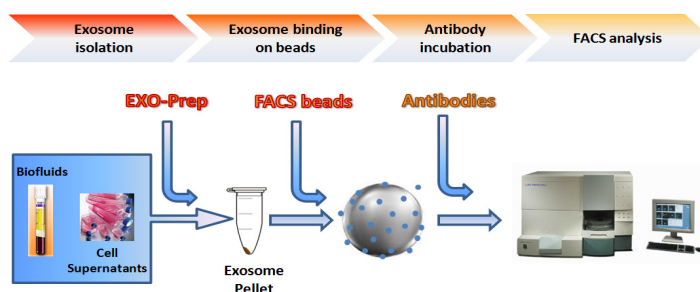 Exosome
isolation
Exosome binding
on beads
Antibody
incubation
FACS analysis
EXO-Prep
FACS beads
Antibodies
Biofluids
Cell
Supernatants
Exosome
Pellet